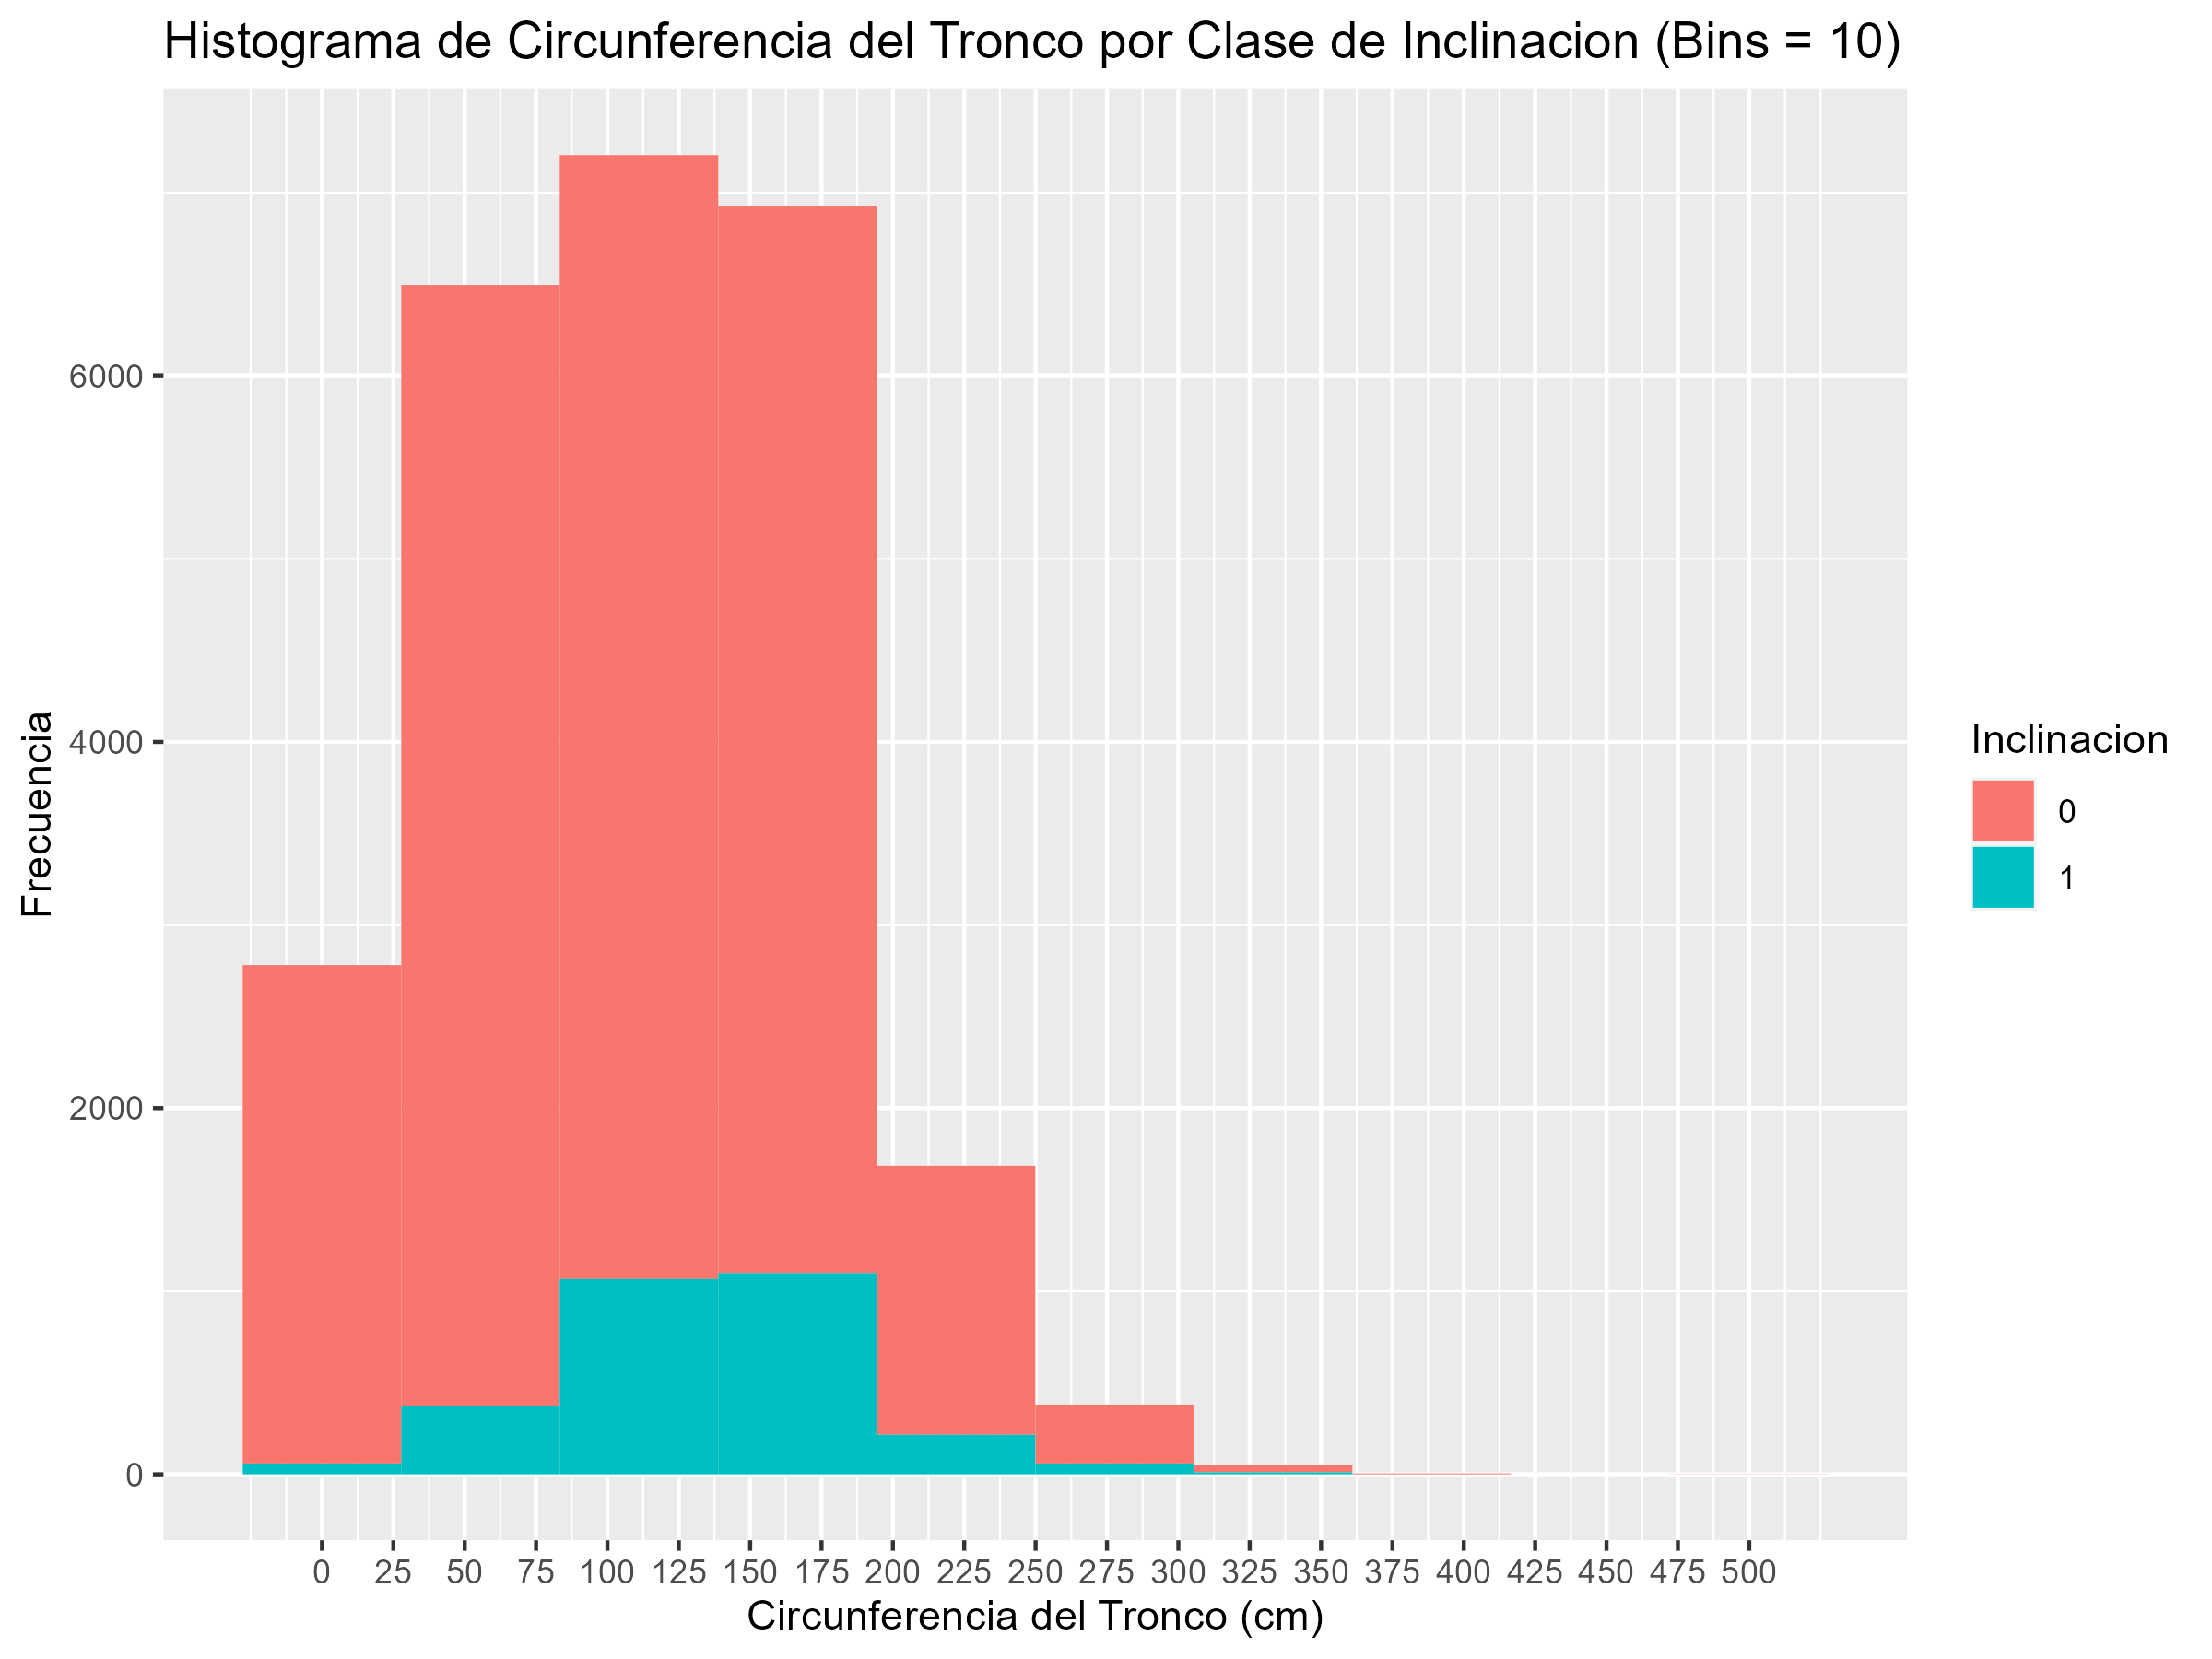 Histograma de Circunferencia del Tronco por Clase de Inclinacion (Bins = 10)
Frecuencia
6000
4000
2000
0
0 25 50 75 100 125 150 175 200 225 250 275 300 325 350 375 400 425 450 475 500
Circunferencia del Tronco (cm)
Inclinacion
0
1